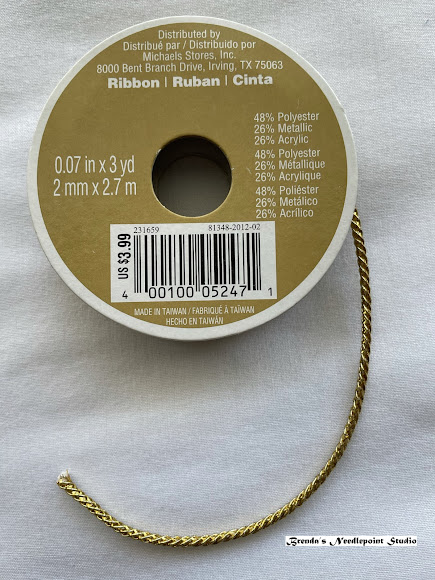 Distributed by
Distribué par / Distribuido por
Michaels Stores, Inc.
8000 Bent Branch Drive, Irving, TX 75063
Ribbon | Ruban | Cinta
0.07 in x 3 yd
2 mm x 2.7 m
48% Polyester
26% Metallic
26% Acrylic
48% Polyester
26% Métallique
26% Acrylique
48% Poliéster
26% Metálico
26% Acrílico
231659 81348-2012-02
US $3.99
4 00100 05247 1
MADE IN TAIWAN / FABRIQUÉ À TAÏWAN
HECHO EN TAIWÁN
Brenda's Needlepoint Studio